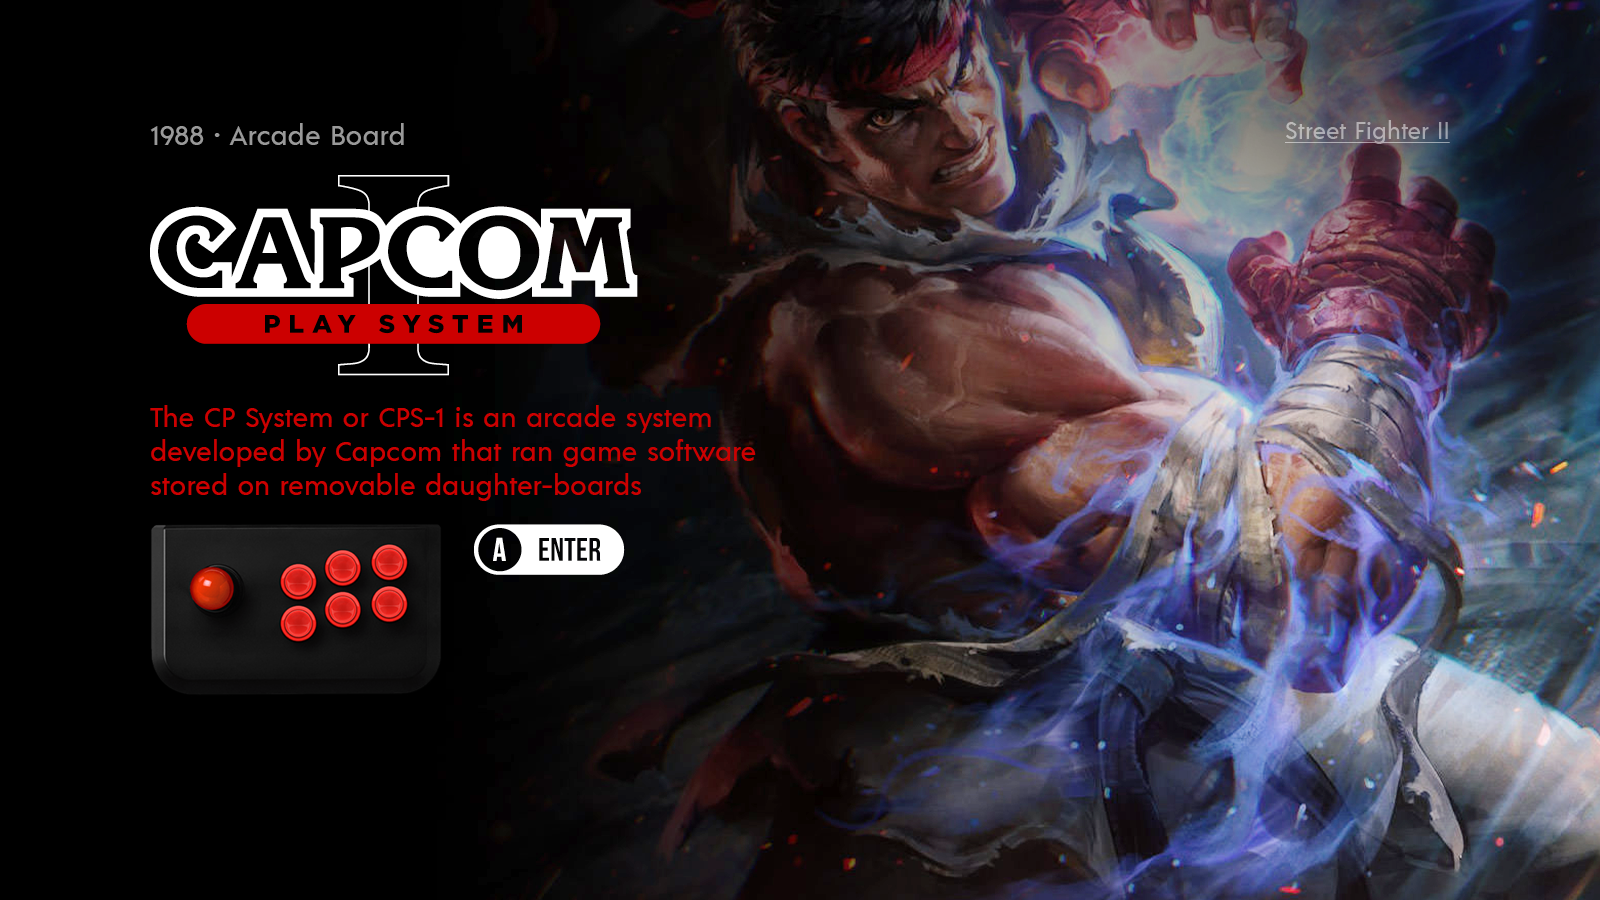 1988 · Arcade Board
Street Fighter II
I
CAPCOM
PLAY SYSTEM
The CP System or CPS-1 is an arcade system
developed by Capcom that ran game software
stored on removable daughter-boards
A ENTER